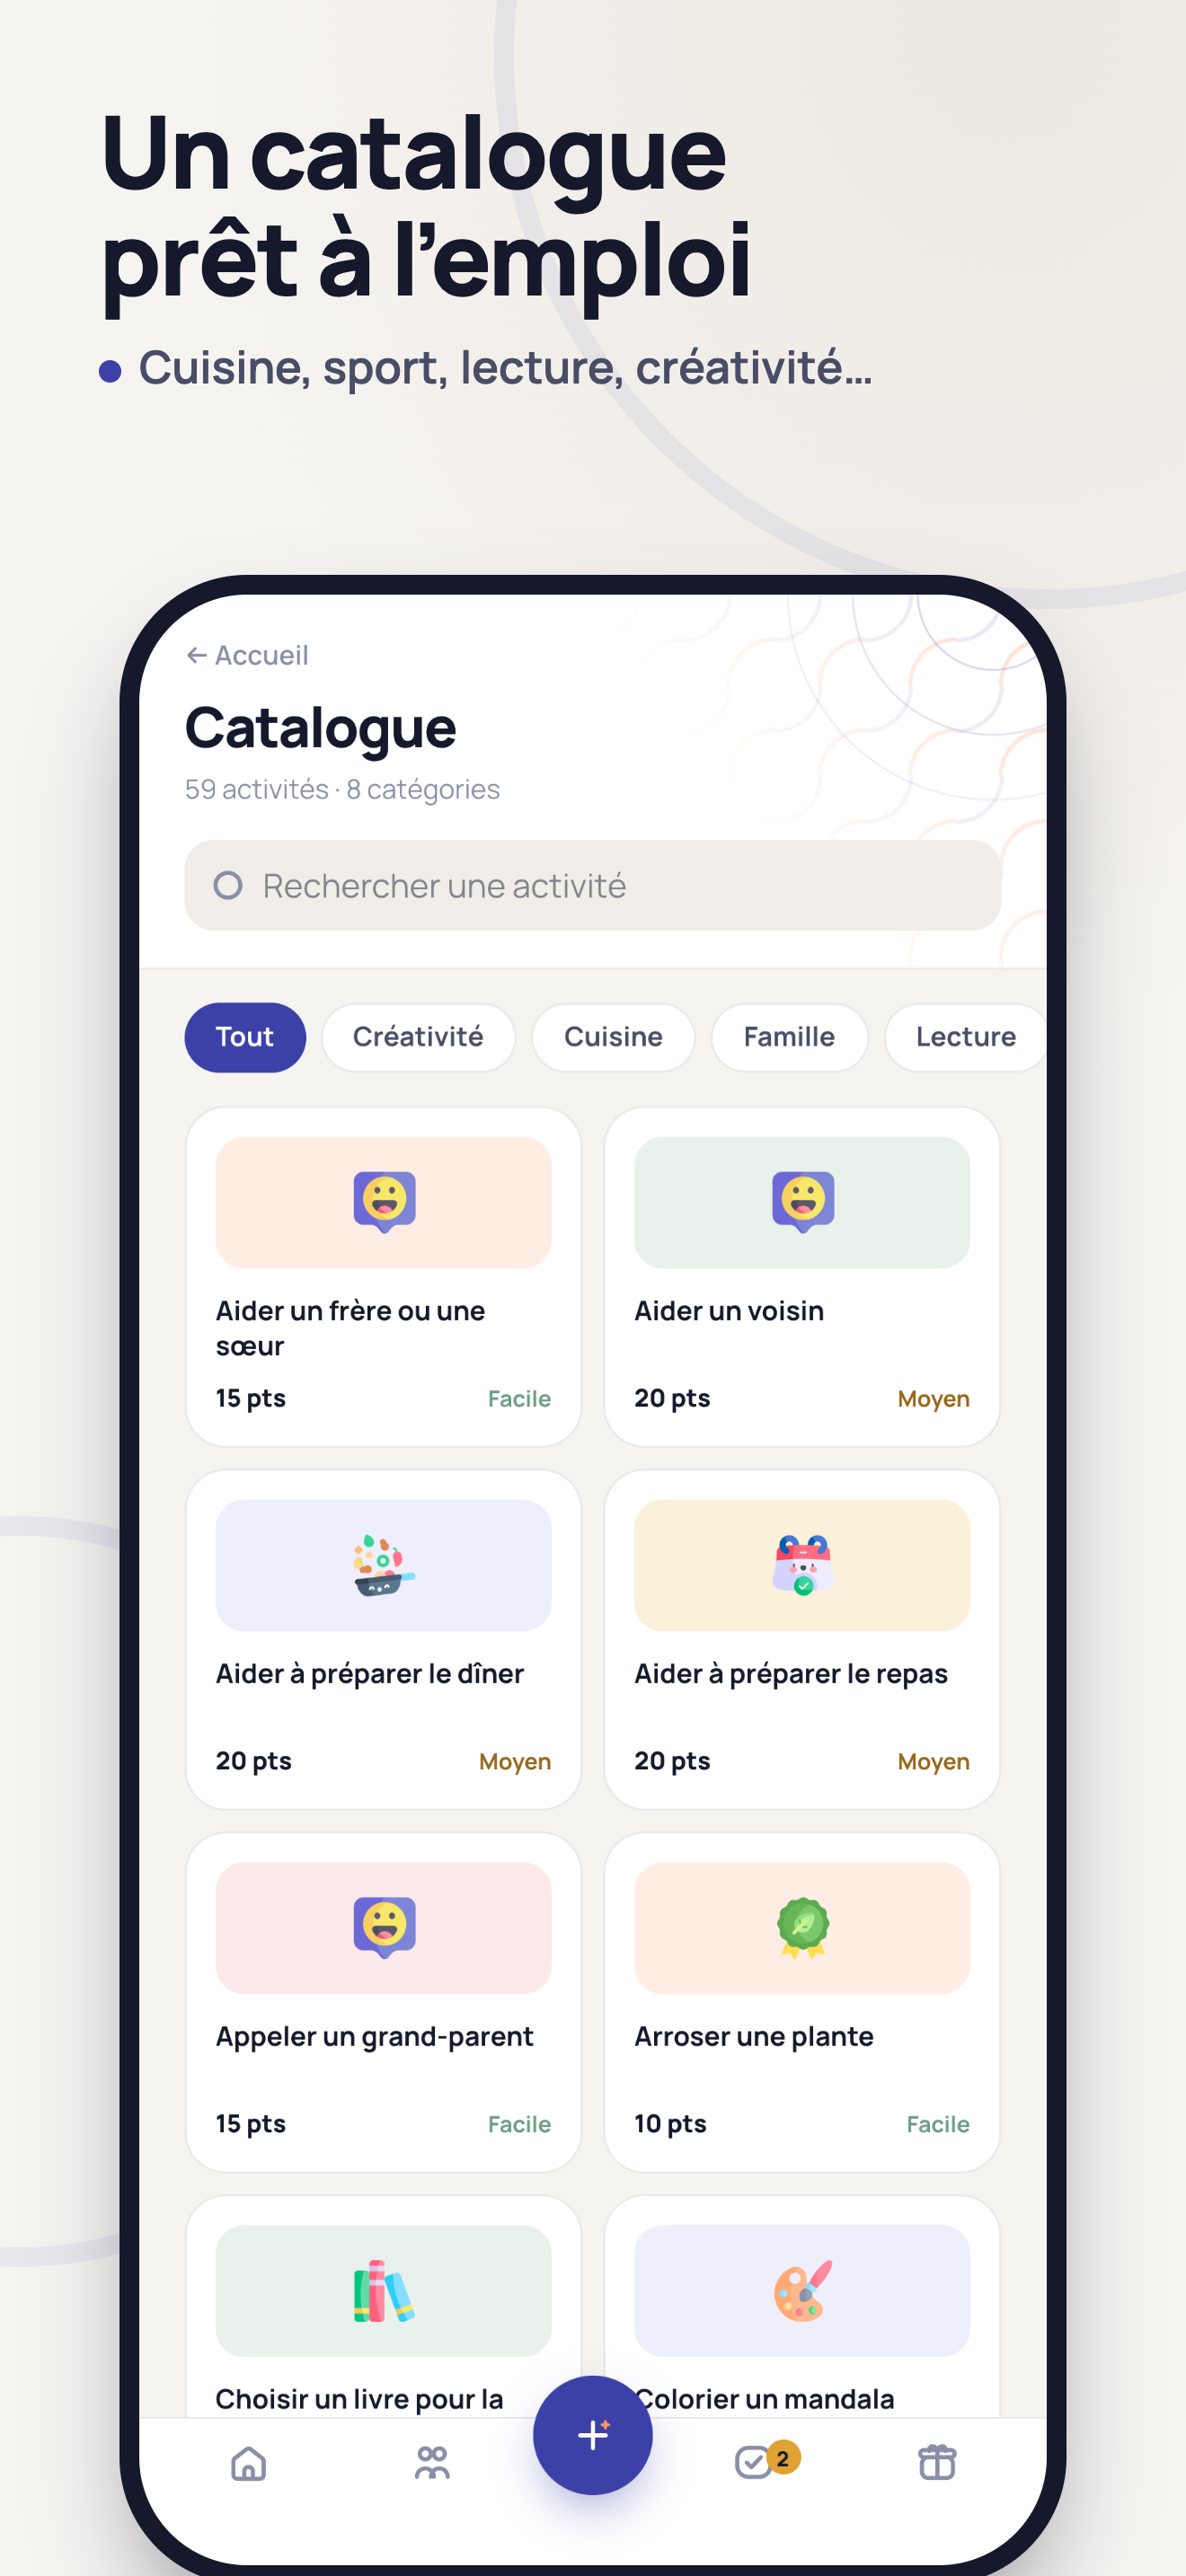 Un catalogue
prêt à l’emploi
Cuisine, sport, lecture, créativité…
← Accueil
Catalogue
59 activités · 8 catégories
Rechercher une activité
Tout Créativité Cuisine Famille Lecture
Aider un frère ou une
sœur
15 pts Facile
Aider un voisin
20 pts Moyen
Aider à préparer le dîner
20 pts Moyen
Aider à préparer le repas
20 pts Moyen
Appeler un grand-parent
15 pts Facile
Arroser une plante
10 pts Facile
Choisir un livre pour la
Colorier un mandala
2